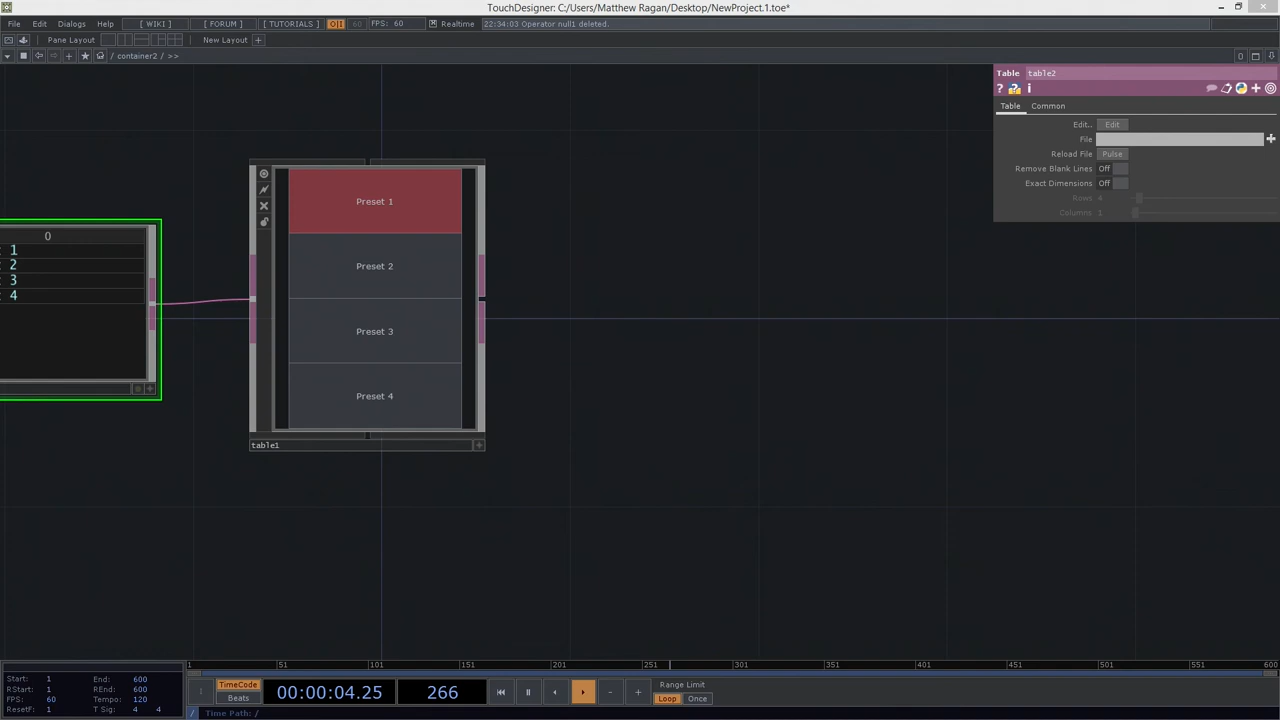 TouchDesigner: C:/Users/Matthew Ragan/Desktop/NewProject.1.toe*
File Edit Dialogs Help [ WIKI ] [ FORUM ] [ TUTORIALS ] O|I 60 FPS: 60 Realtime 22:34:03 Operator null1 deleted.
Pane Layout New Layout +
/ container2 / >>
Table table2
Table Common
Edit.. Edit
File
Reload File Pulse
Remove Blank Lines Off
Exact Dimensions Off
Rows 4
Columns 1
0
1
2
3
4
Preset 1
Preset 2
Preset 3
Preset 4
table1
1 51 101 151 201 251 301 351 401 451 501 551 600
Start: 1 End: 600
RStart: 1 REnd: 600
FPS: 60 Tempo: 120
ResetF: 1 T Sig: 4 4
TimeCode
Beats
00:00:04.25
266
Range Limit
Loop Once
/ Time Path: /